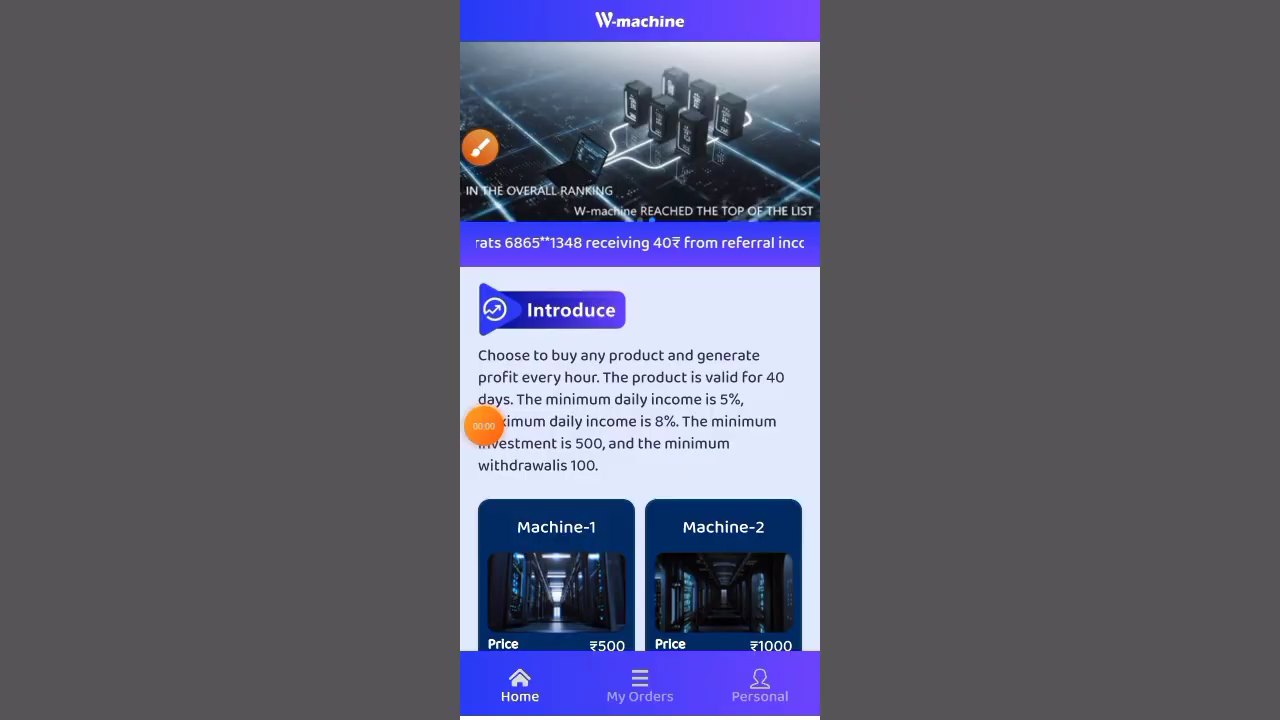 W-machine
IN THE OVERALL RANKING
W-machine REACHED THE TOP OF THE LIST
rats 6865**1348 receiving 40₹ from referral inco
Introduce
Choose to buy any product and generate
profit every hour. The product is valid for 40
days. The minimum daily income is 5%,
daily income is 8%. The minimum
investment is 500, and the minimum
withdrawalis 100.
00:00
Machine-1
Machine-2
Price ₹500
Price ₹1000
Home
My Orders
Personal